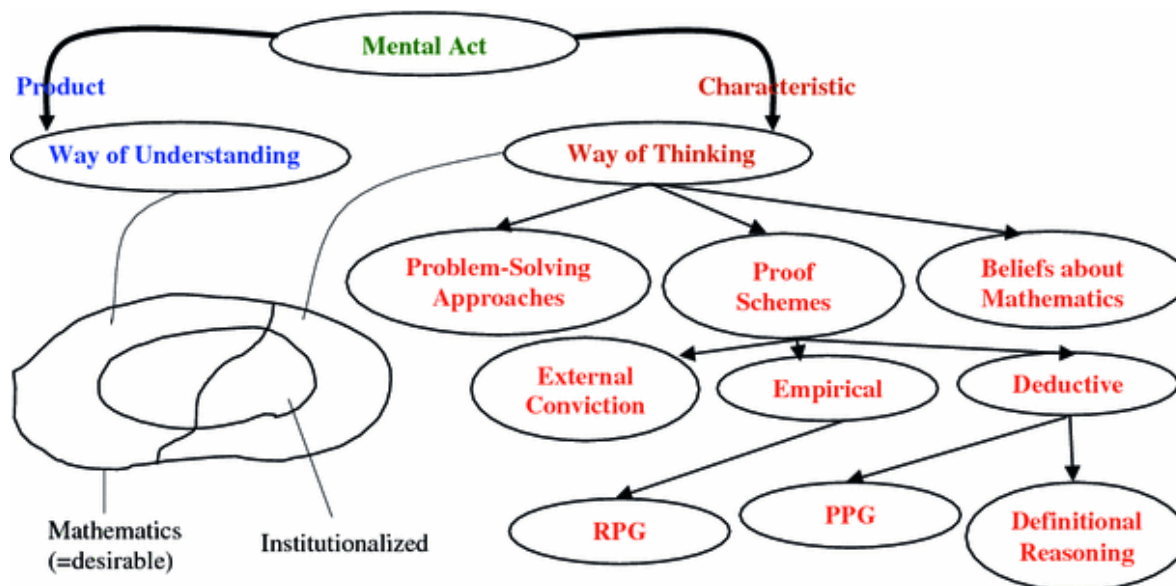 Mental Act
Product
Characteristic
Way of Understanding
Way of Thinking
Problem-Solving
Approaches
Proof
Schemes
Beliefs about
Mathematics
External
Conviction
Empirical
Deductive
RPG
PPG
Definitional
Reasoning
Mathematics
(=desirable)
Institutionalized